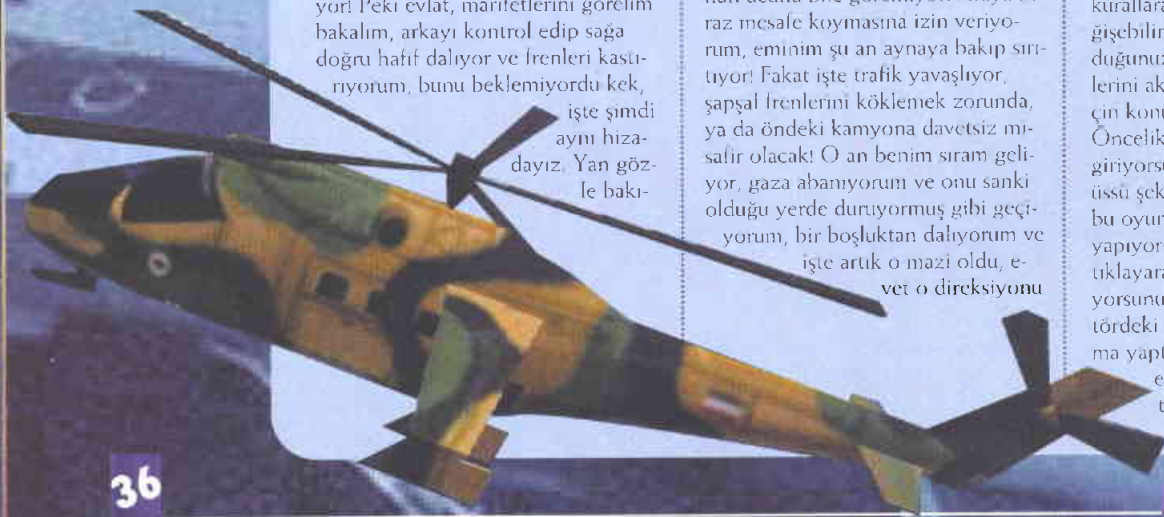 yor! Peki evlat, marifetlerini görelim
bakalım, arkayı kontrol edip sağa
doğru hafif dalıyor ve frenleri kastı-
rıyorum, bunu beklemiyordu kek,
işte şimdi
aynı hiza-
dayız. Yan göz-
le bakı-
raz mesafe koymasına izin veriyo-
rum, eminim şu an aynaya bakıp sırı-
tıyor! Fakat işte trafik yavaşlıyor,
şapşal frenlerini köklemek zorunda,
ya da öndeki kamyona davetsiz mi-
safir olacak! O an benim sıram geli-
yor, gaza abanıyorum ve onu sanki
olduğu yerde duruyormuş gibi geçi-
yorum, bir boşluktan dalıyorum ve
işte artık o mazi oldu, e-
vet o direksiyonu
kurallara
ğişebilir
duğunuz
lerini ak
çin kont
Öncelik
giriyorsu
üssü şek
bu oyun
yapıyor
tıklayara
yorsunu
tördeki
ma yapt
e
t
36